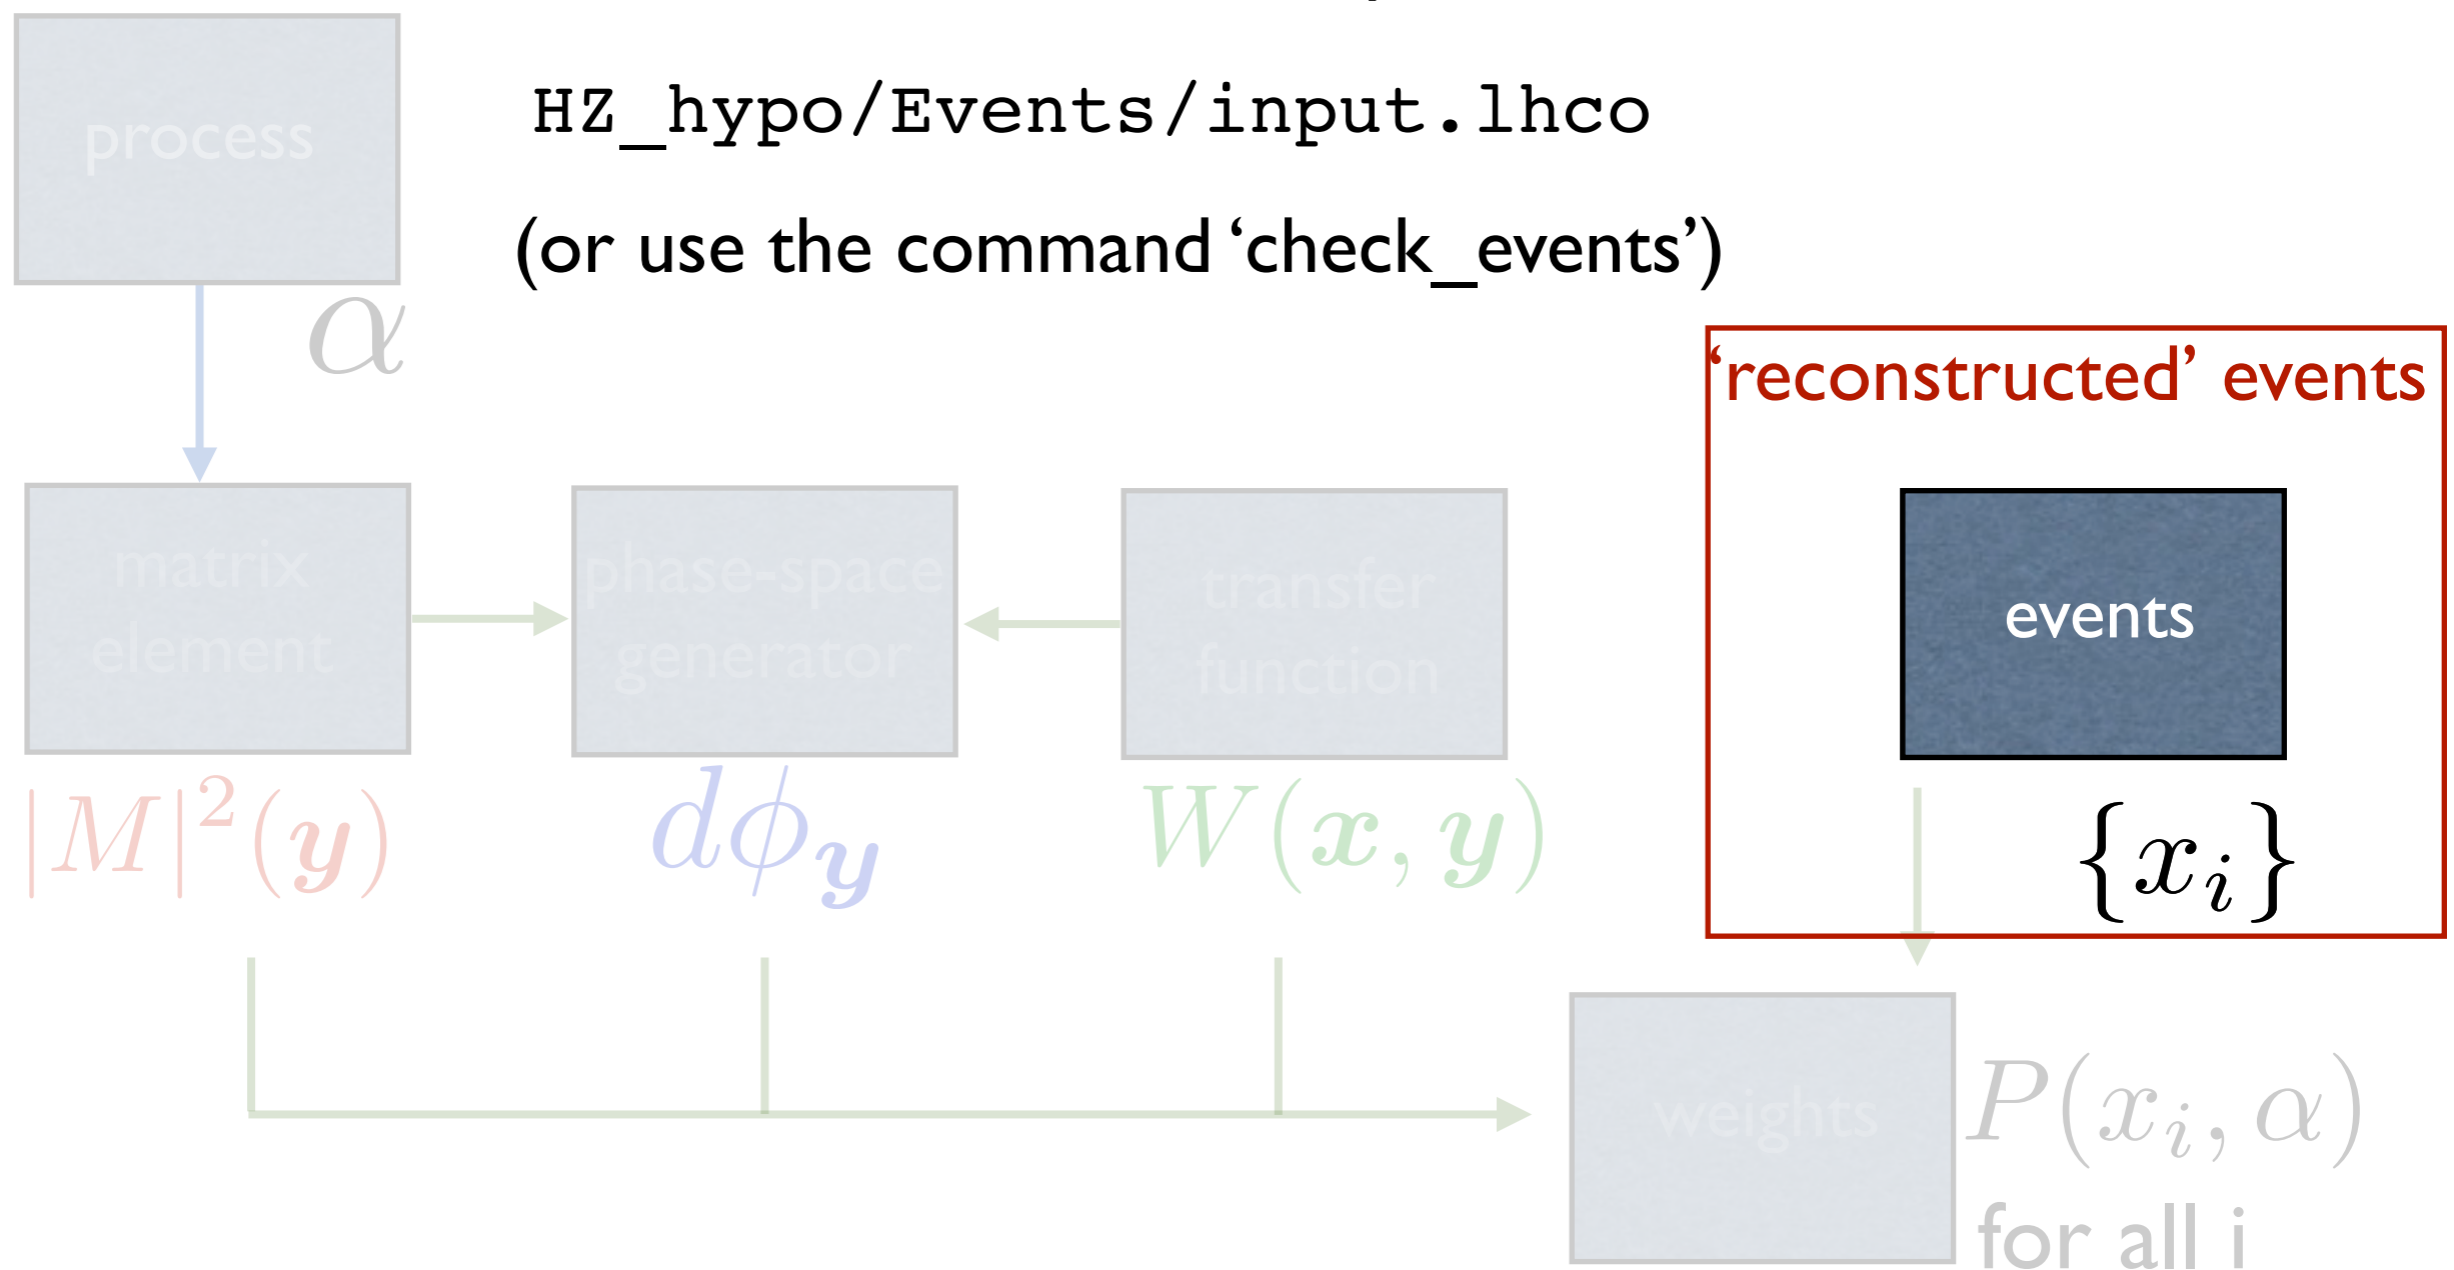 HZ_hypo/Events/input.lhco
(or use the command ‘check_events’)
process
α
‘reconstructed’ events
matrix
element
phase-space
generator
transfer
function
events
|M|²(y)
dϕ_y
W(x, y)
{x_i}
weights
P(x_i, α)
for all i